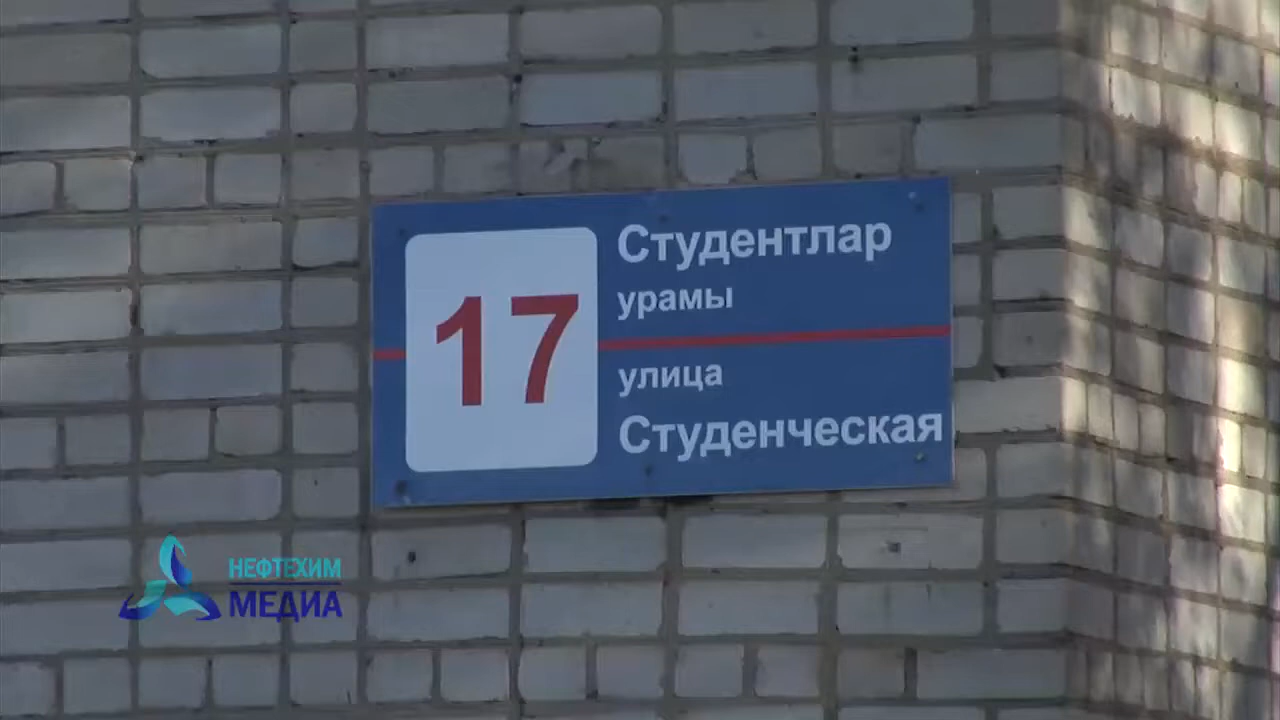 17
Студентлар
урамы
улица
Студенческая
НЕФТЕХИМ
МЕДИА